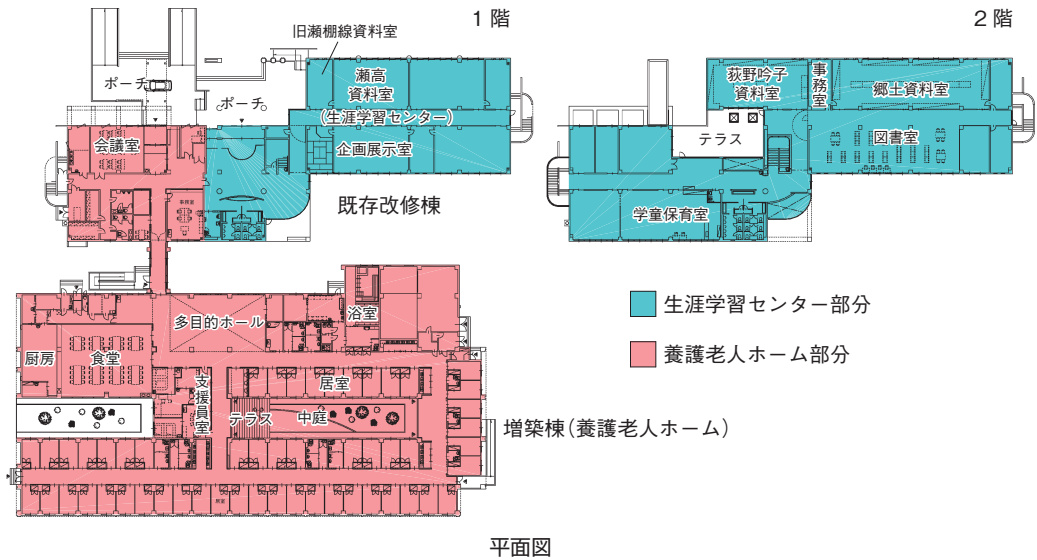 1階
2階
旧瀬棚線資料室
ポーチ
ポーチ
瀬高
資料室
(生涯学習センター)
企画展示室
会議室
事務室
既存改修棟
荻野吟子
資料室
事務室
郷土資料室
テラス
図書室
学童保育室
多目的ホール
浴室
厨房
食堂
支援員室
居室
テラス
中庭
居室
生涯学習センター部分
養護老人ホーム部分
増築棟(養護老人ホーム)
平面図